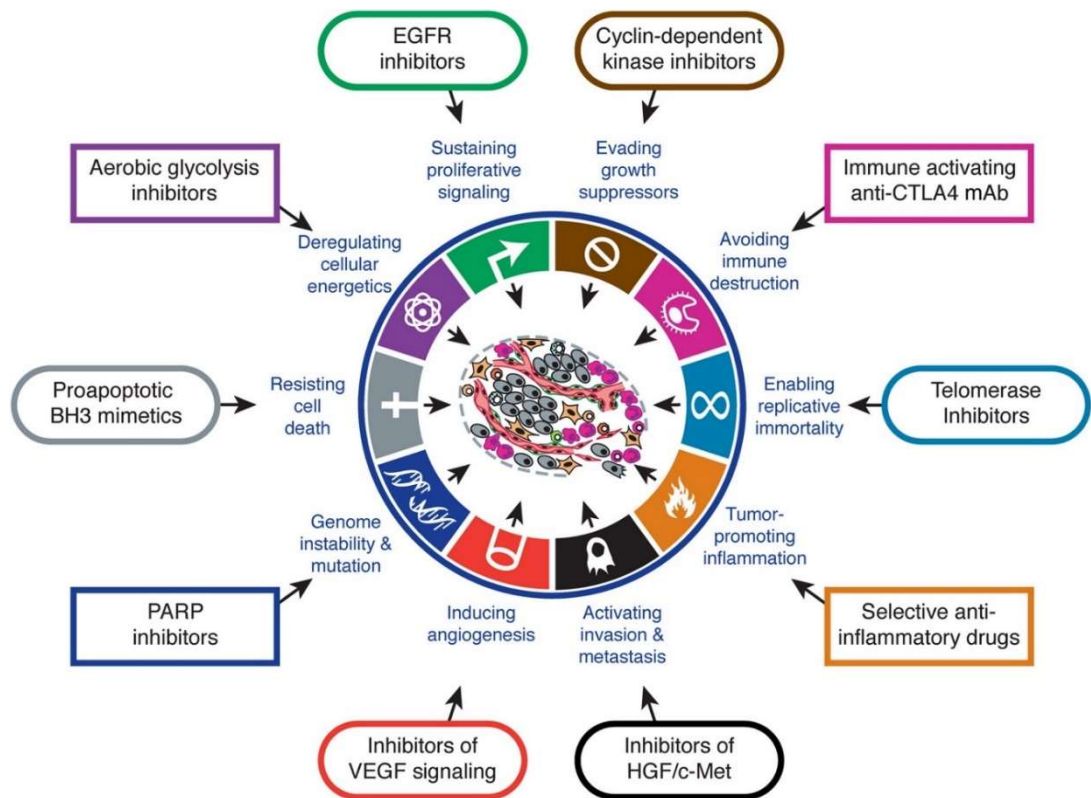 EGFR
inhibitors
Cyclin-dependent
kinase inhibitors
Sustaining
proliferative
signaling
Evading
growth
suppressors
Aerobic glycolysis
inhibitors
Immune activating
anti-CTLA4 mAb
Deregulating
cellular
energetics
Avoiding
immune
destruction
Proapoptotic
BH3 mimetics
Resisting
cell
death
Enabling
replicative
immortality
Telomerase
Inhibitors
Genome
instability &
mutation
Tumor-
promoting
inflammation
PARP
inhibitors
Inducing
angiogenesis
Activating
invasion &
metastasis
Selective anti-
inflammatory drugs
Inhibitors of
VEGF signaling
Inhibitors of
HGF/c-Met